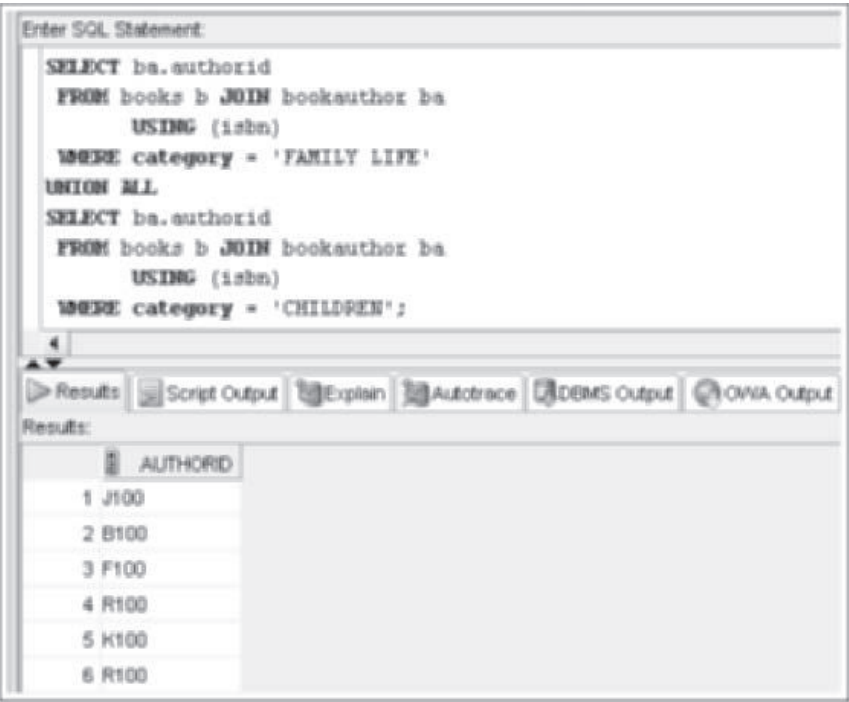 Enter SQL Statement:
SELECT ba.authorid
FROM books b JOIN bookauthor ba
USING (isbn)
WHERE category = 'FAMILY LIFE'
UNION ALL
SELECT ba.authorid
FROM books b JOIN bookauthor ba
USING (isbn)
WHERE category = 'CHILDREN';
Results Script Output Explain Autotrace DBMS Output OWA Output
Results:
AUTHORID
1 J100
2 B100
3 F100
4 R100
5 K100
6 R100